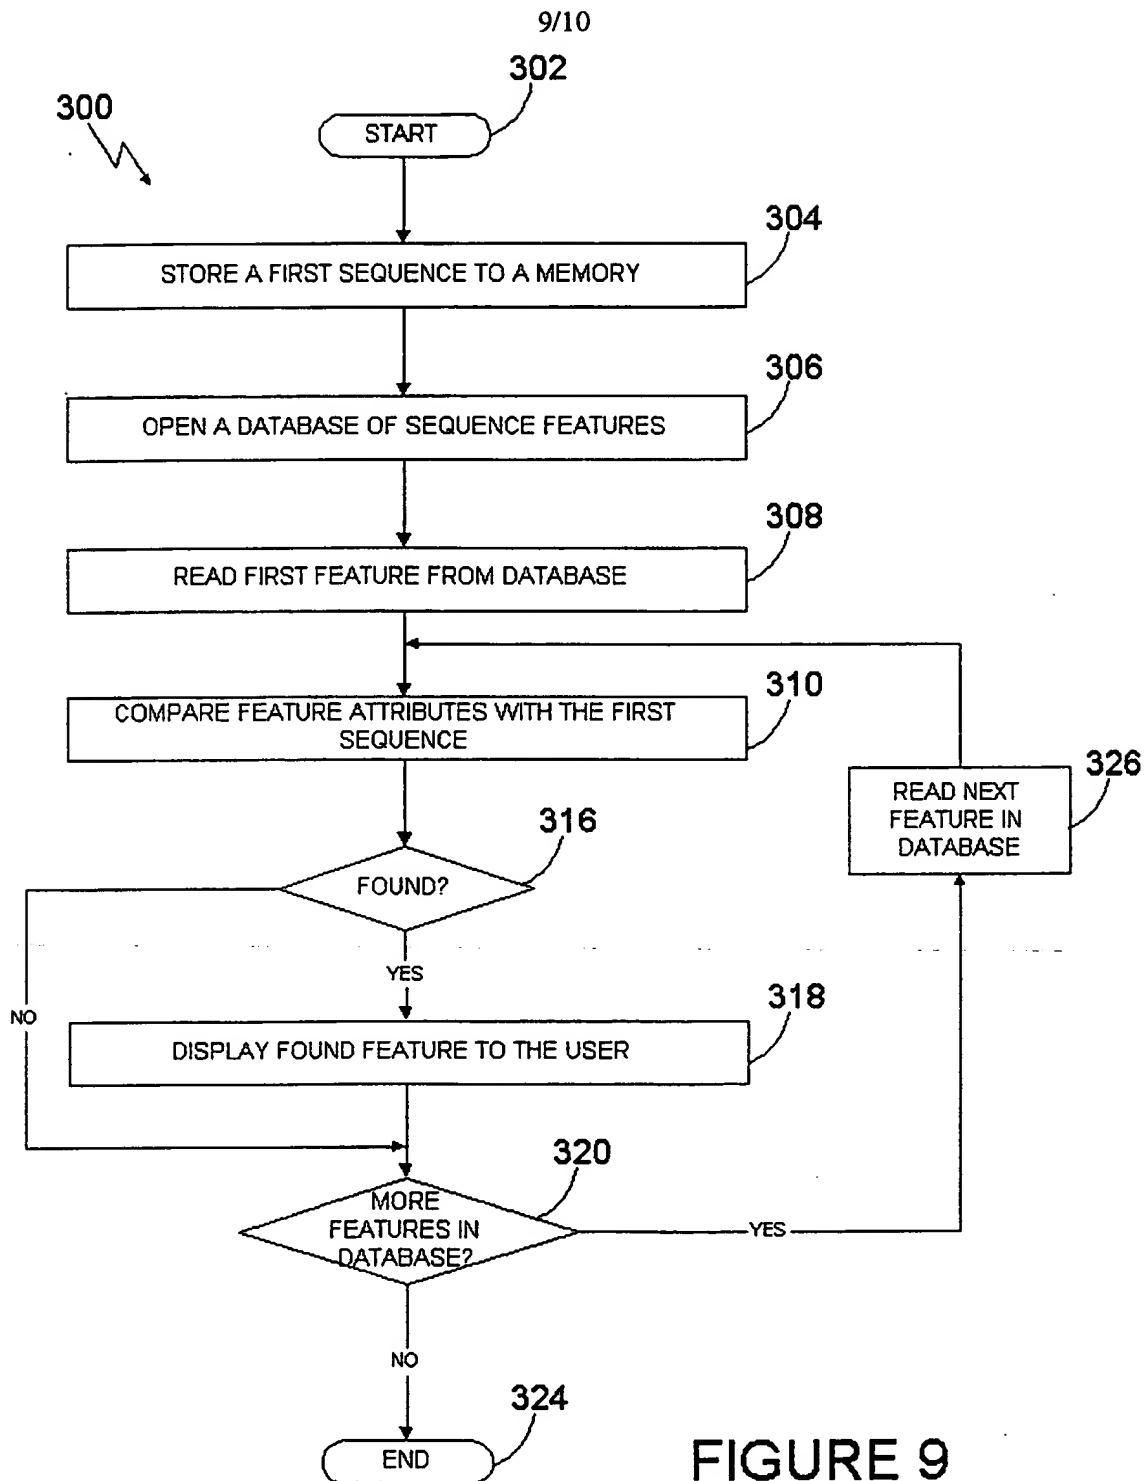 9/10
302
300
START
304
STORE A FIRST SEQUENCE TO A MEMORY
306
OPEN A DATABASE OF SEQUENCE FEATURES
308
READ FIRST FEATURE FROM DATABASE
310
COMPARE FEATURE ATTRIBUTES WITH THE FIRST
SEQUENCE
326
READ NEXT
FEATURE IN
DATABASE
316
FOUND?
YES
NO
318
DISPLAY FOUND FEATURE TO THE USER
320
MORE
FEATURES IN
DATABASE?
YES
NO
324
END
FIGURE 9